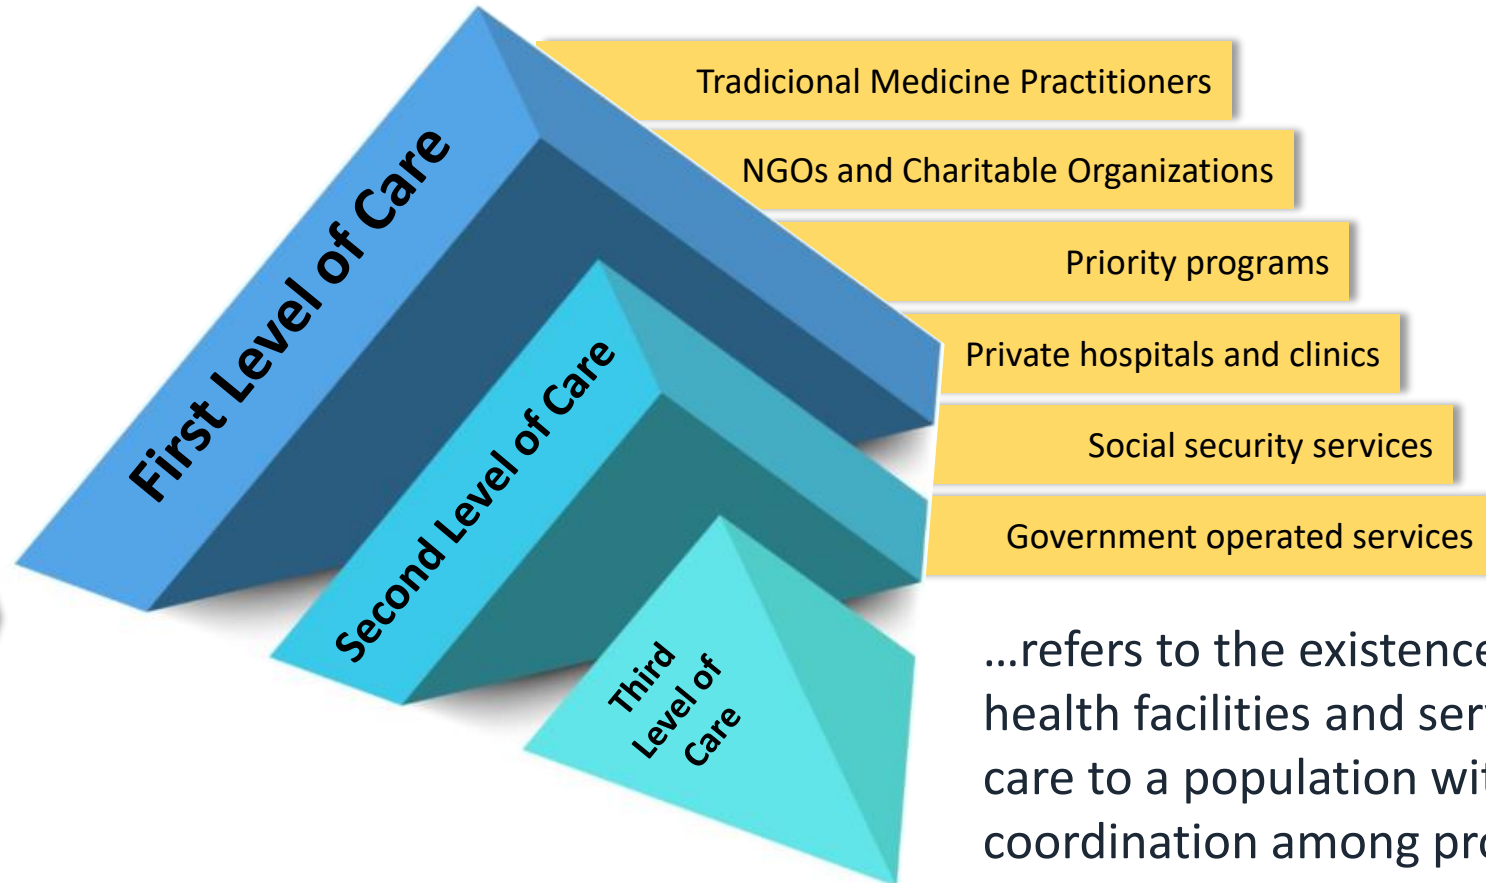 First Level of Care
Second Level of Care
Third
Level of
Care
Tradicional Medicine Practitioners
NGOs and Charitable Organizations
Priority programs
Private hospitals and clinics
Social security services
Government operated services
...refers to the existence
health facilities and ser
care to a population wit
coordination among pro